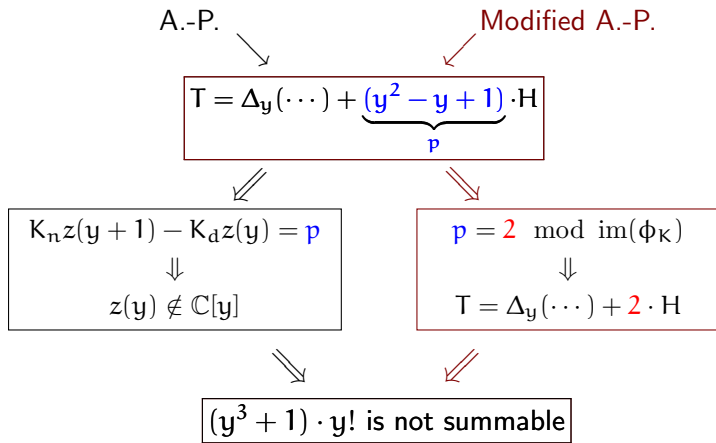 A.-P.
Modified A.-P.
T = Δ_y(⋯) + (y² − y + 1) · H
p
K_n z(y + 1) − K_d z(y) = p
⇓
z(y) ∉ ℂ[y]
p = 2 mod im(ϕ_K)
⇓
T = Δ_y(⋯) + 2 · H
(y³ + 1) · y! is not summable